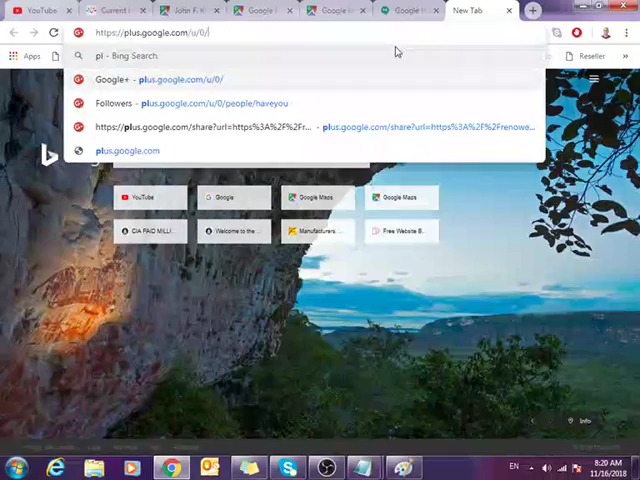 YouTube
Current
John F. K
Google
Google
Google
New Tab
https://plus.google.com/u/0/
Apps
Reseller
pl - Bing Search
Google+ - plus.google.com/u/0/
Followers - plus.google.com/u/0/people/haveyou
https://plus.google.com/share?url=https%3A%2F%2Fr... - plus.google.com/share?url=https%3A%2F%2Frenowe...
plus.google.com
YouTube
Google
Google Maps
Google Maps
CIA PAID MILLI...
Welcome to the ...
Manufacturers...
Free Website B...
Info
EN
8:20 AM
11/16/2018